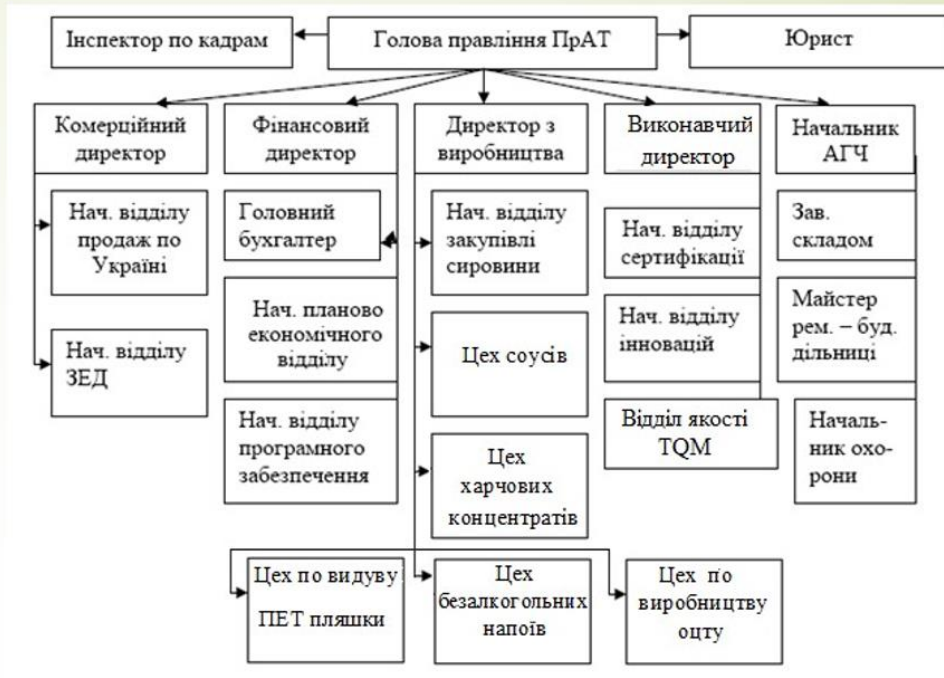 Інспектор по кадрам
Голова правління ПрАТ
Юрист
Комерційний
директор
Фінансовий
директор
Директор з
виробництва
Виконавчий
директор
Начальник
АГЧ
Нач. відділу
продаж по
Україні
Нач. відділу
ЗЕД
Головний
бухгалтер
Нач. планово
економічного
відділу
Нач. відділу
програмного
забезпечення
Нач. відділу
закупівлі
сировини
Цех соусів
Цех
харчових
концентратів
Нач. відділу
сертифікації
Нач. відділу
інновацій
Відділ якості
TQM
Зав.
складом
Майстер
рем. – буд.
дільниці
Началь-
ник охо-
рони
Цех по видуву
ПЕТ пляшки
Цех
безалкогольних
напоїв
Цех по
виробництву
оцту